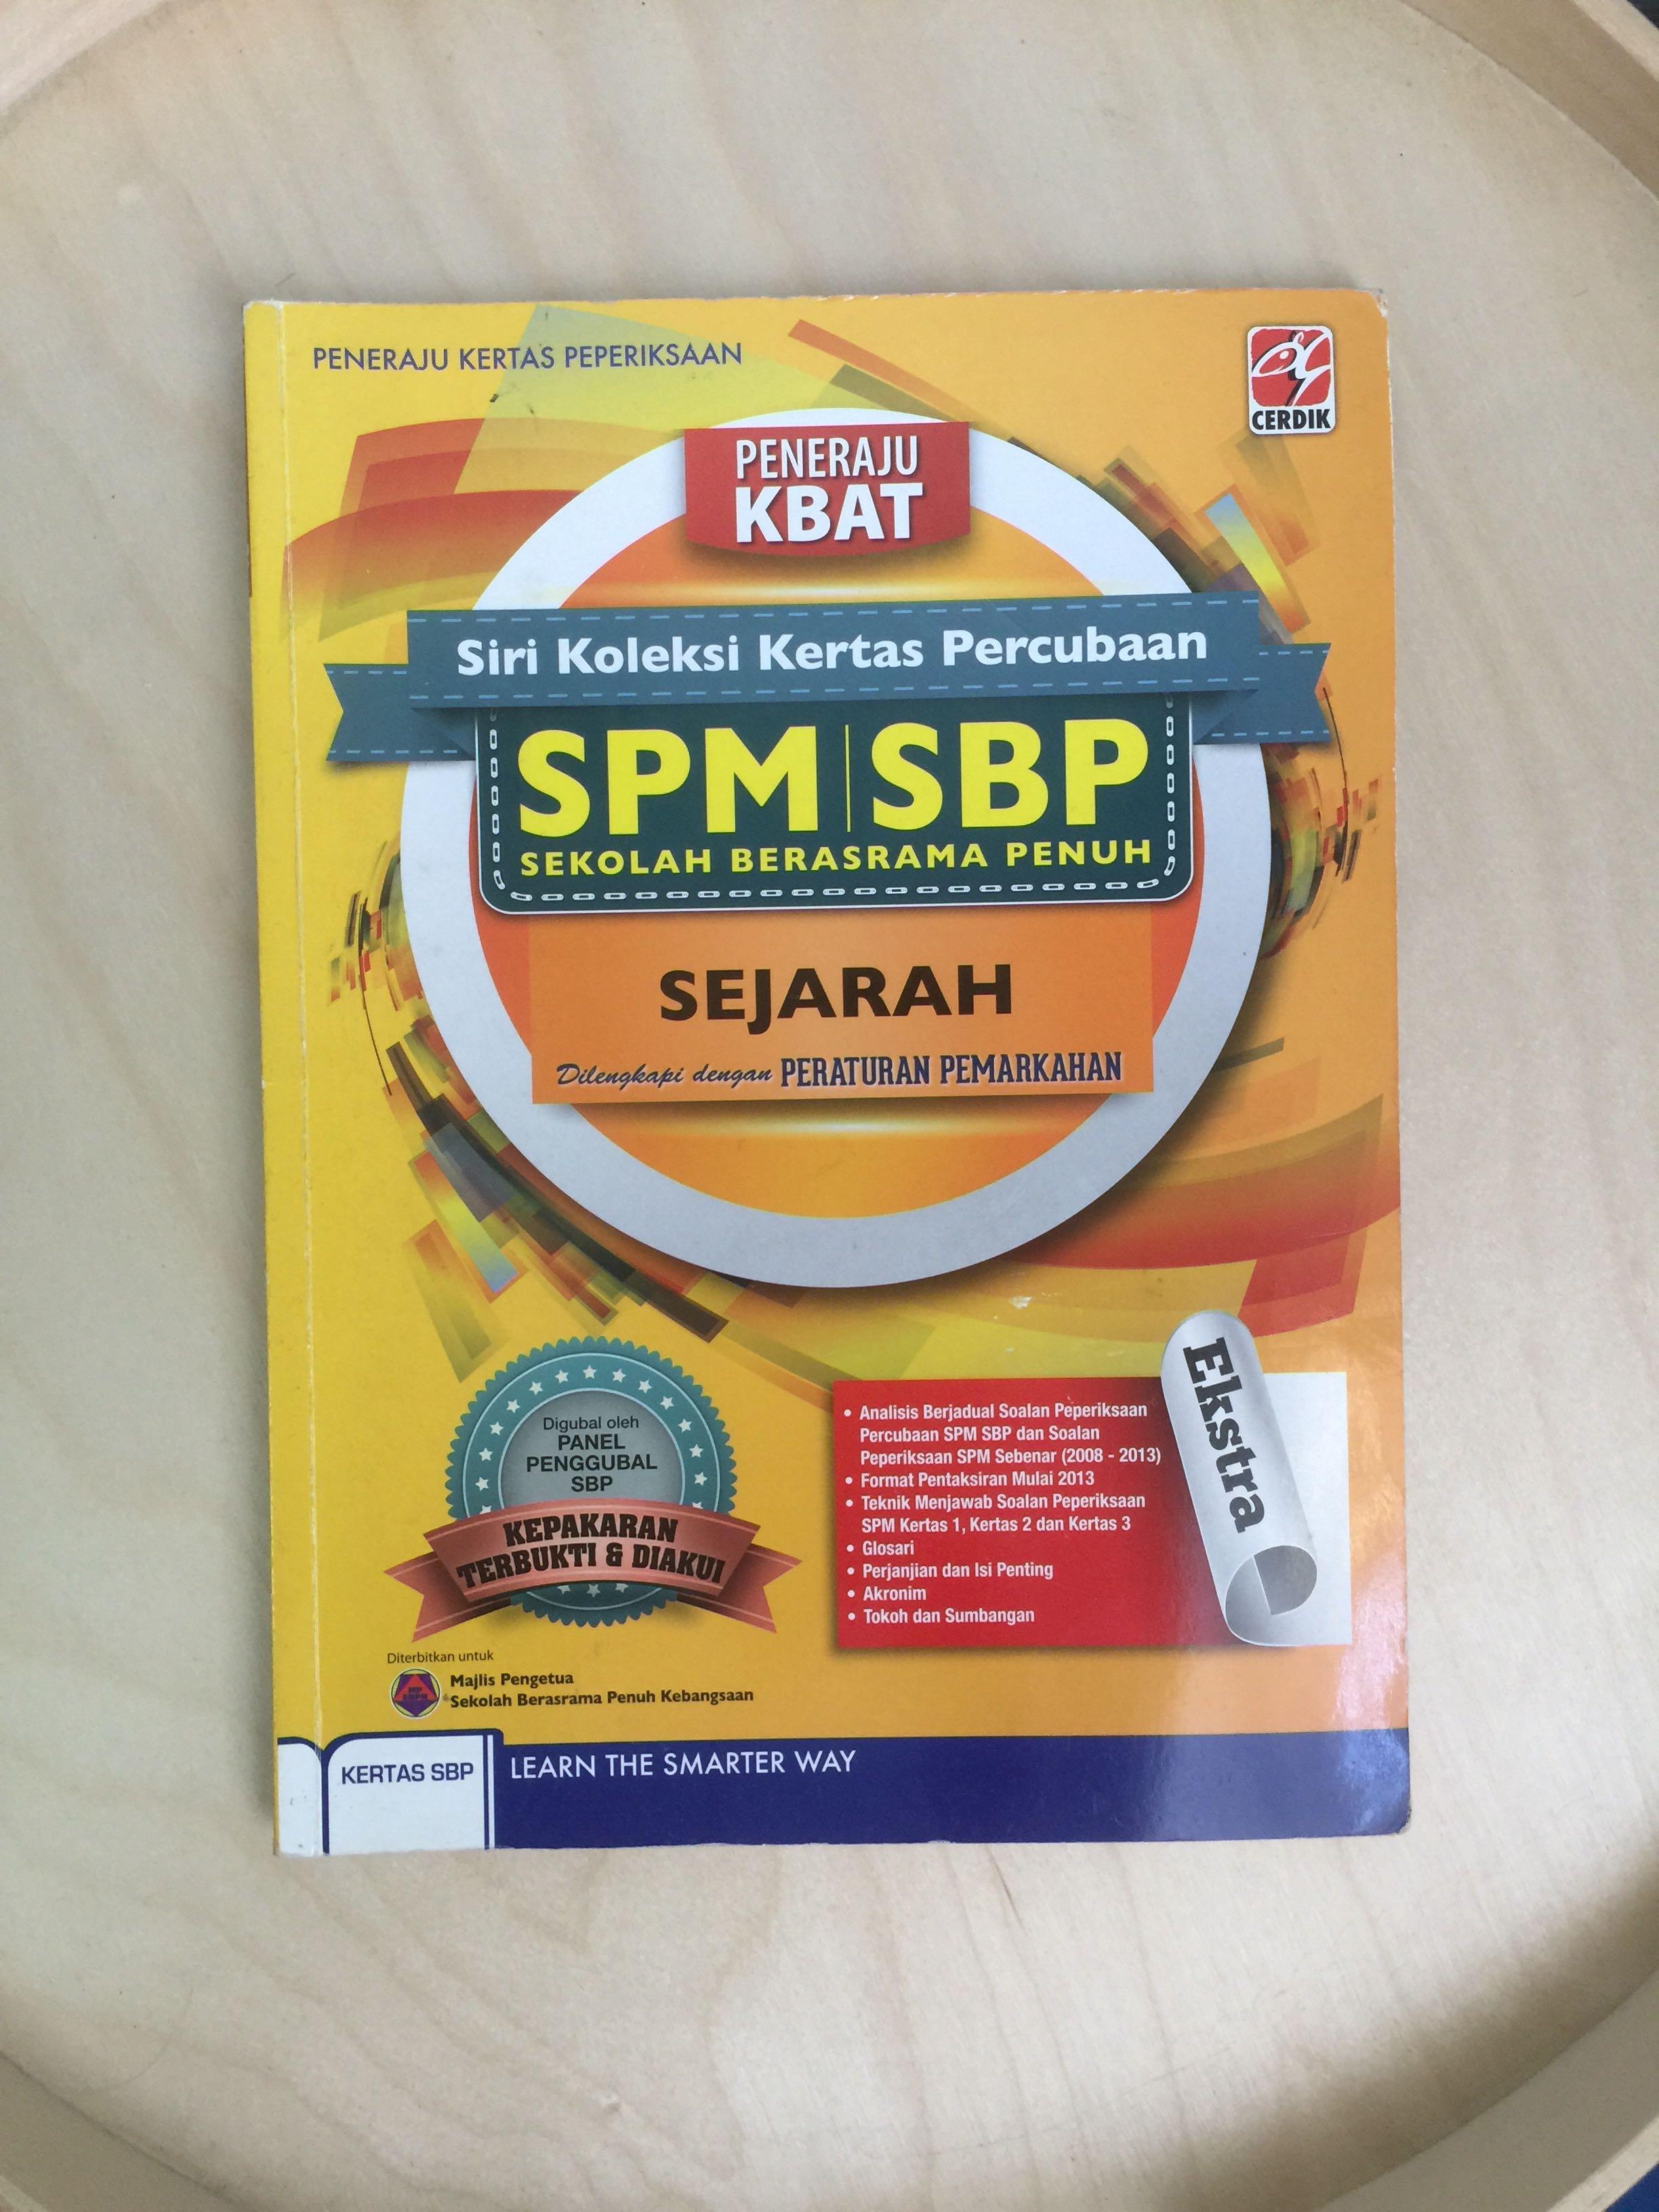 PENERAJU KERTAS PEPERIKSAAN
CERDIK
PENERAJU
KBAT
Siri Koleksi Kertas Percubaan
SPM|SBP
SEKOLAH BERASRAMA PENUH
SEJARAH
Dilengkapi dengan PERATURAN PEMARKAHAN
Digubal oleh
PANEL
PENGGUBAL
SBP
KEPAKARAN
TERBUKTI & DIAKUI
Ekstra
• Analisis Berjadual Soalan Peperiksaan
Percubaan SPM SBP dan Soalan
Peperiksaan SPM Sebenar (2008 - 2013)
• Format Pentaksiran Mulai 2013
• Teknik Menjawab Soalan Peperiksaan
SPM Kertas 1, Kertas 2 dan Kertas 3
• Glosari
• Perjanjian dan Isi Penting
• Akronim
• Tokoh dan Sumbangan
Diterbitkan untuk
Majlis Pengetua
Sekolah Berasrama Penuh Kebangsaan
KERTAS SBP
LEARN THE SMARTER WAY